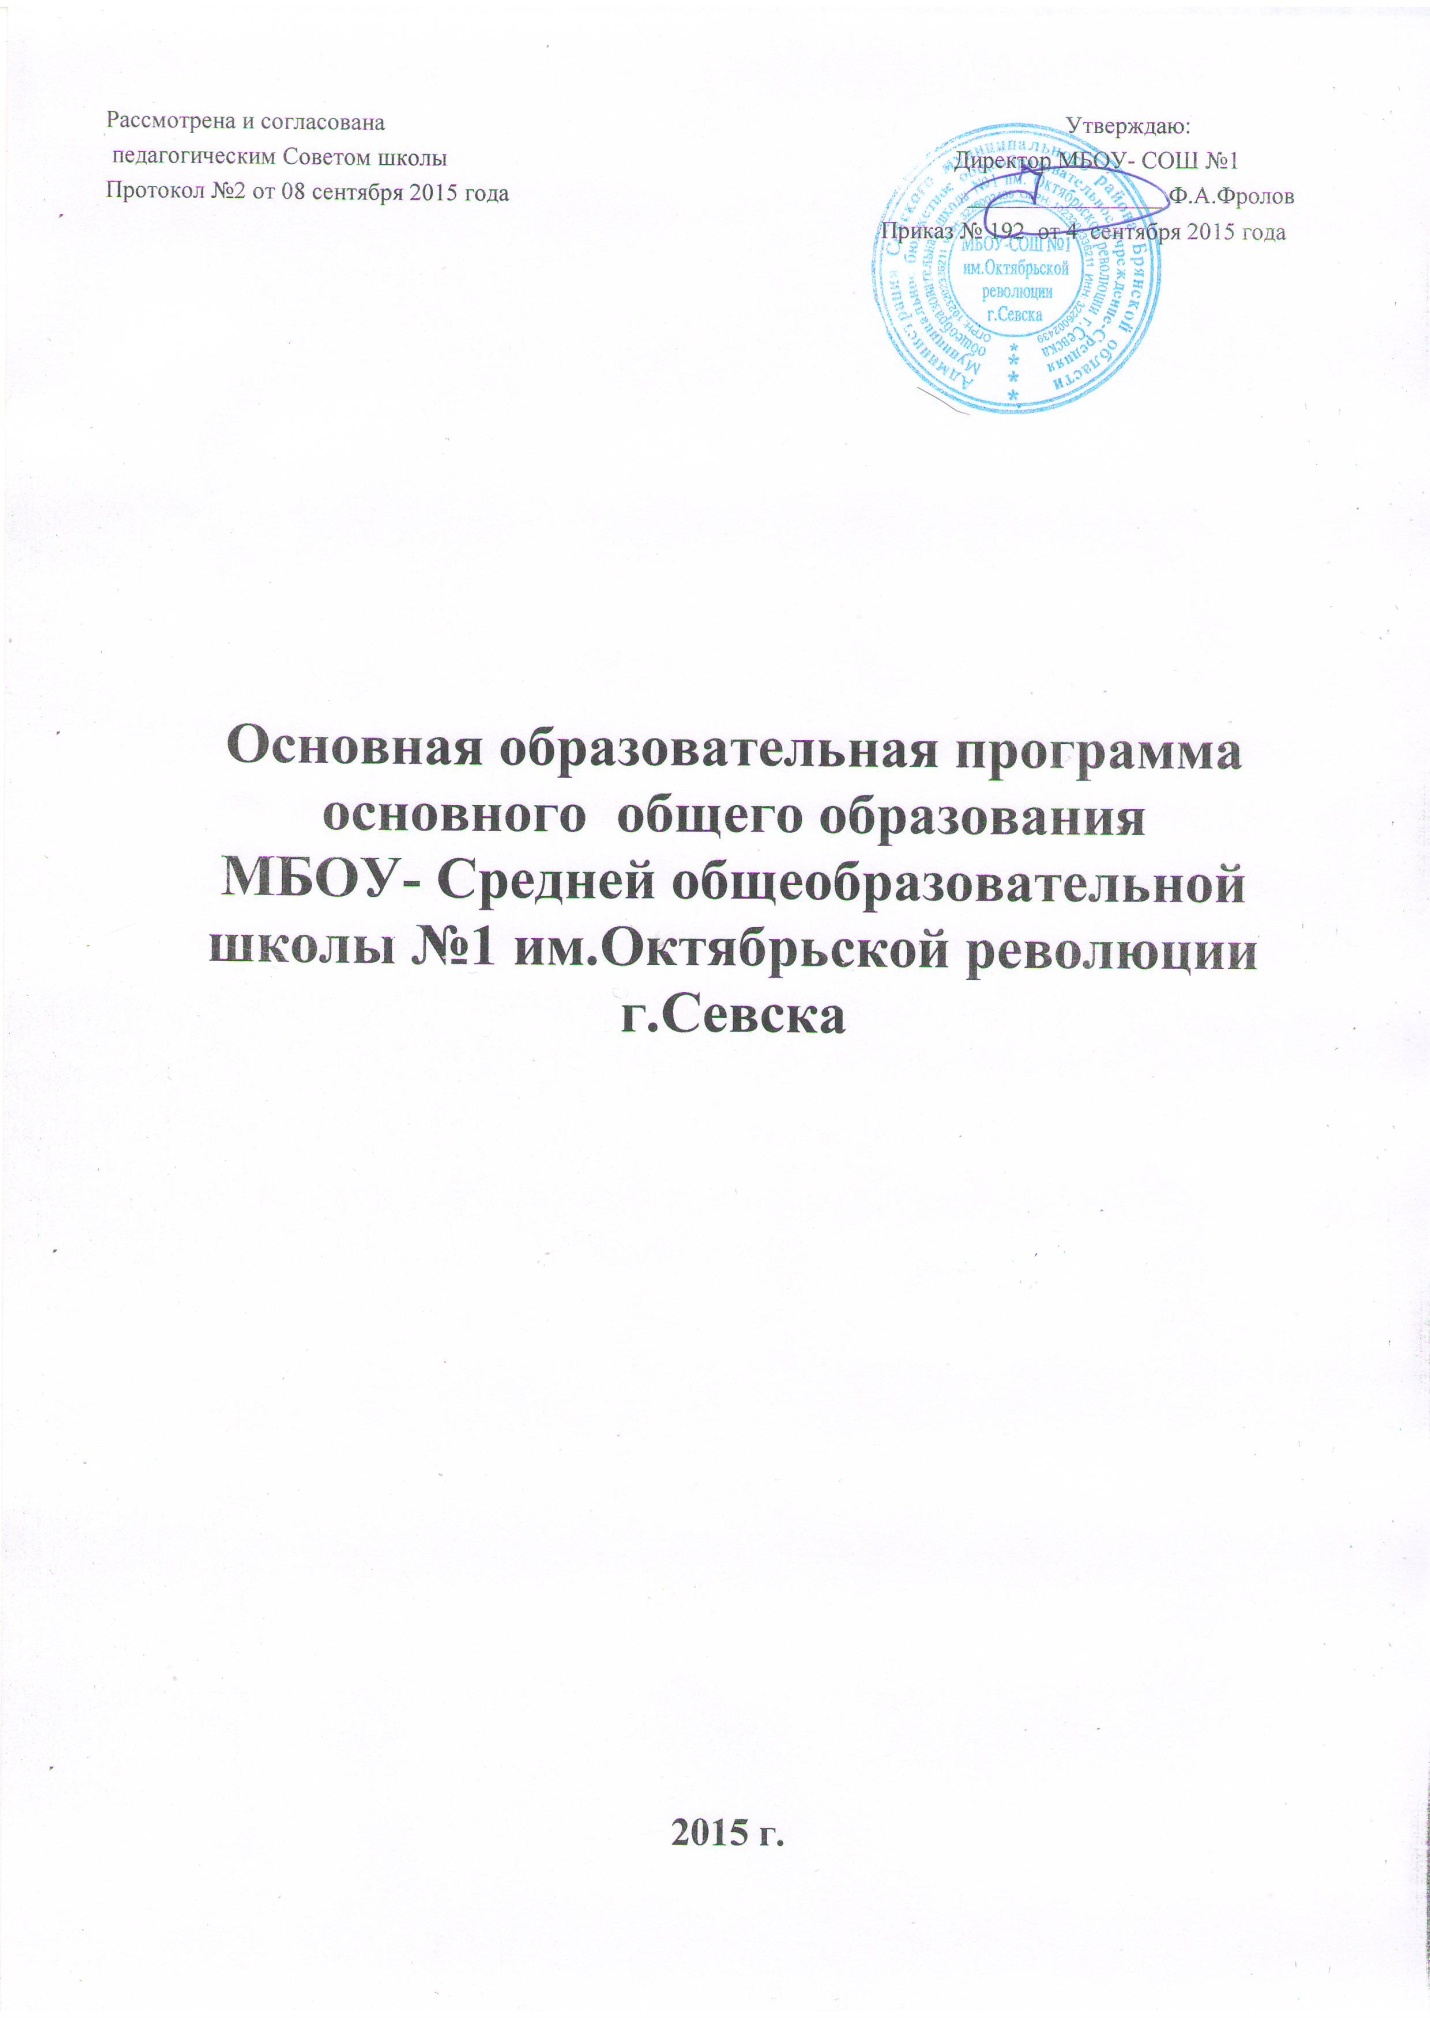 Рассмотрена и согласована
педагогическим Советом школы
Протокол №2 от 08 сентября 2015 года
Утверждаю:
Директор МБОУ- СОШ №1
Ф.А.Фролов
Приказ № 192 от 4 сентября 2015 года
МБОУ-СОШ №1
им.Октябрьской
революции
г.Севска
Основная образовательная программа
основного общего образования
МБОУ- Средней общеобразовательной
школы №1 им.Октябрьской революции
г.Севска
2015 г.